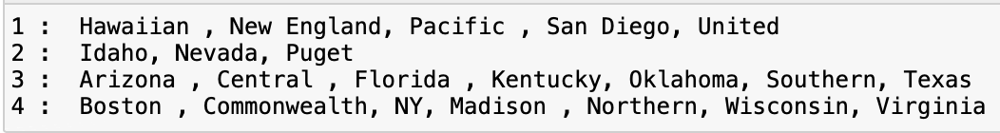 1 :  Hawaiian , New England, Pacific , San Diego, United
2 :  Idaho, Nevada, Puget
3 :  Arizona , Central , Florida , Kentucky, Oklahoma, Southern, Texas
4 :  Boston , Commonwealth, NY, Madison , Northern, Wisconsin, Virginia